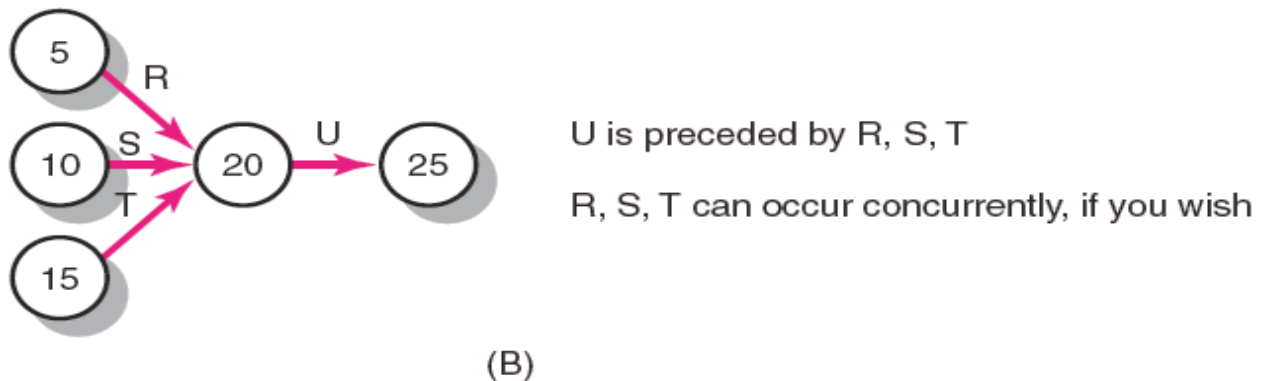 5
R
U
U is preceded by R, S, T
10
S
20
25
T
R, S, T can occur concurrently, if you wish
15
(B)